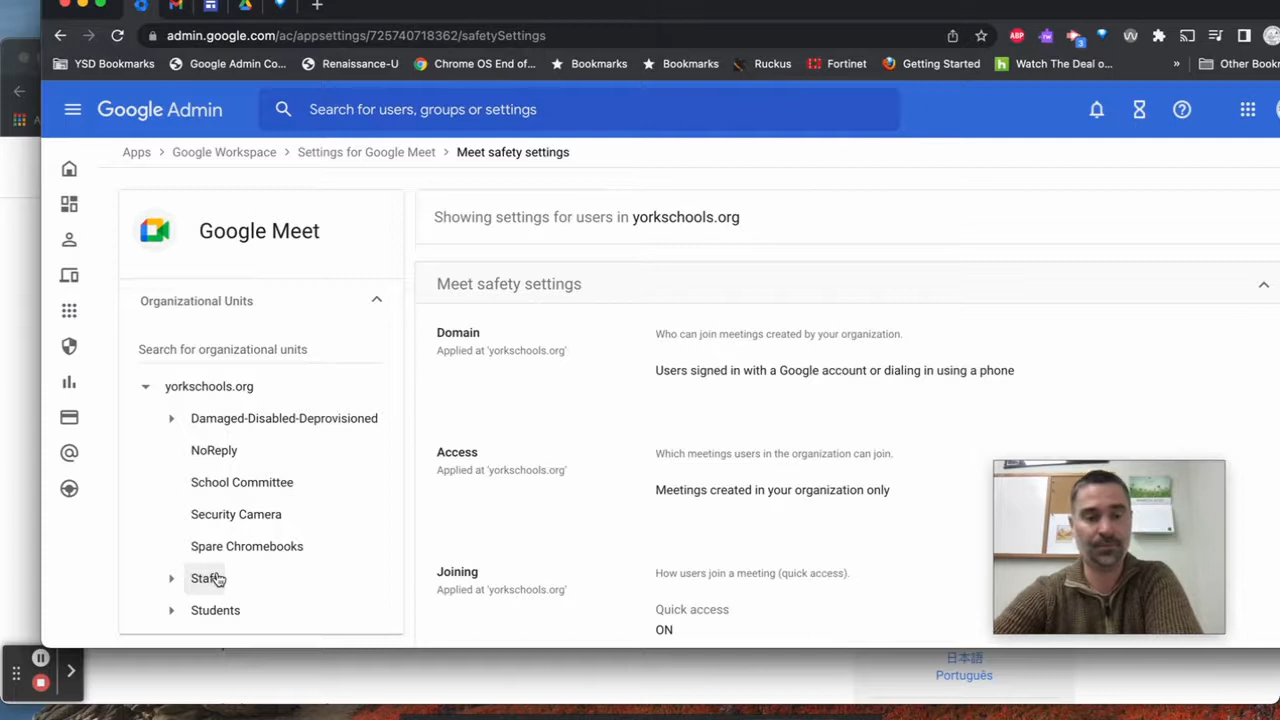 admin.google.com/ac/appsettings/725740718362/safetySettings
ABP
3
YSD Bookmarks
Google Admin Co...
Renaissance-U
Chrome OS End of...
Bookmarks
Bookmarks
Ruckus
Fortinet
Getting Started
Watch The Deal o...
»
Other Book
Google Admin
Search for users, groups or settings
Apps > Google Workspace > Settings for Google Meet > Meet safety settings
Google Meet
Showing settings for users in yorkschools.org
Organizational Units
Search for organizational units
yorkschools.org
Damaged-Disabled-Deprovisioned
NoReply
School Committee
Security Camera
Spare Chromebooks
Staff
Students
Meet safety settings
Domain
Applied at 'yorkschools.org'
Who can join meetings created by your organization.
Users signed in with a Google account or dialing in using a phone
Access
Applied at 'yorkschools.org'
Which meetings users in the organization can join.
Meetings created in your organization only
Joining
Applied at 'yorkschools.org'
How users join a meeting (quick access).
Quick access
ON
日本語
Português